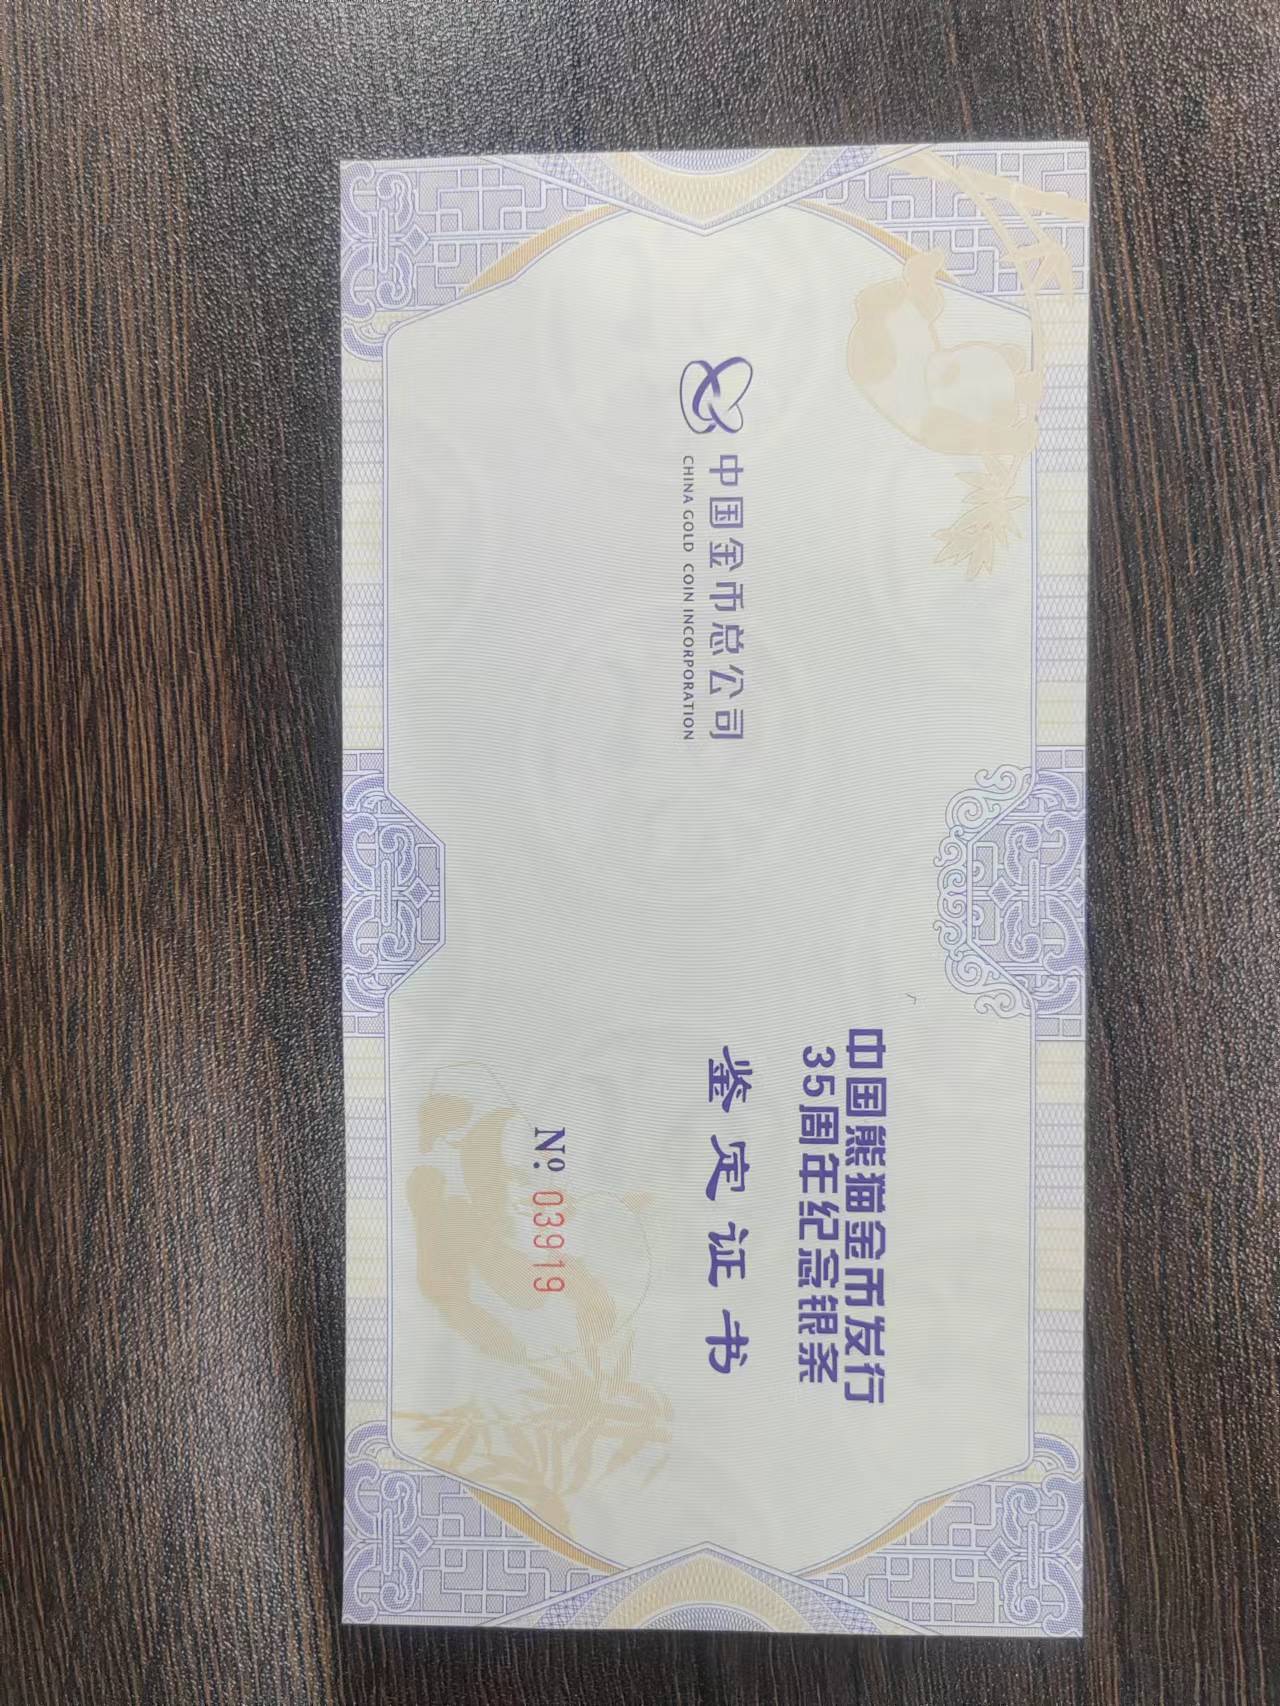 中国金币总公司
CHINA GOLD COIN INCORPORATION
中国熊猫金币发行
35周年纪念银条
鉴定证书
Nº: 03919